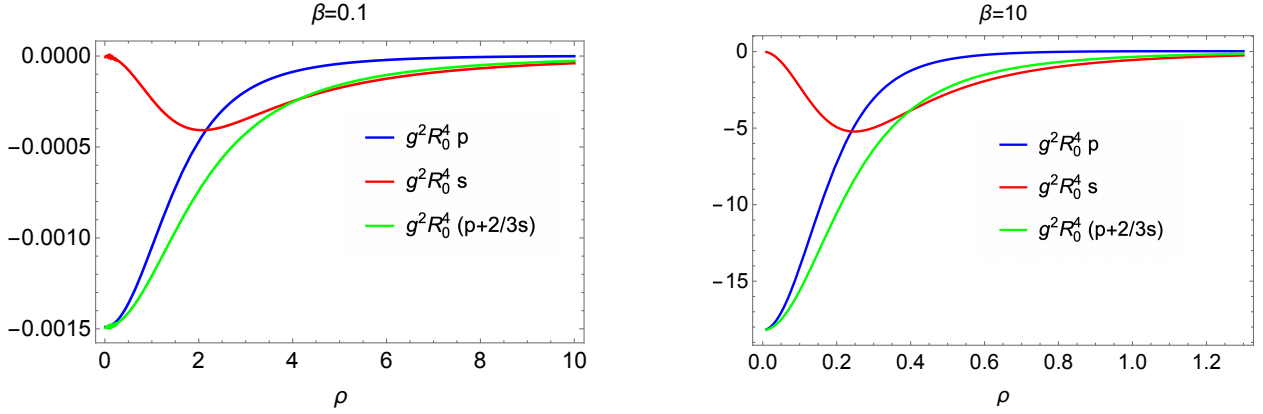 β=0.1
0.0000
−0.0005
−0.0010
−0.0015
0 2 4 6 8 10
ρ
g²R₀⁴ p
g²R₀⁴ s
g²R₀⁴ (p+2/3s)
β=10
0
−5
−10
−15
0.0 0.2 0.4 0.6 0.8 1.0 1.2
ρ
g²R₀⁴ p
g²R₀⁴ s
g²R₀⁴ (p+2/3s)